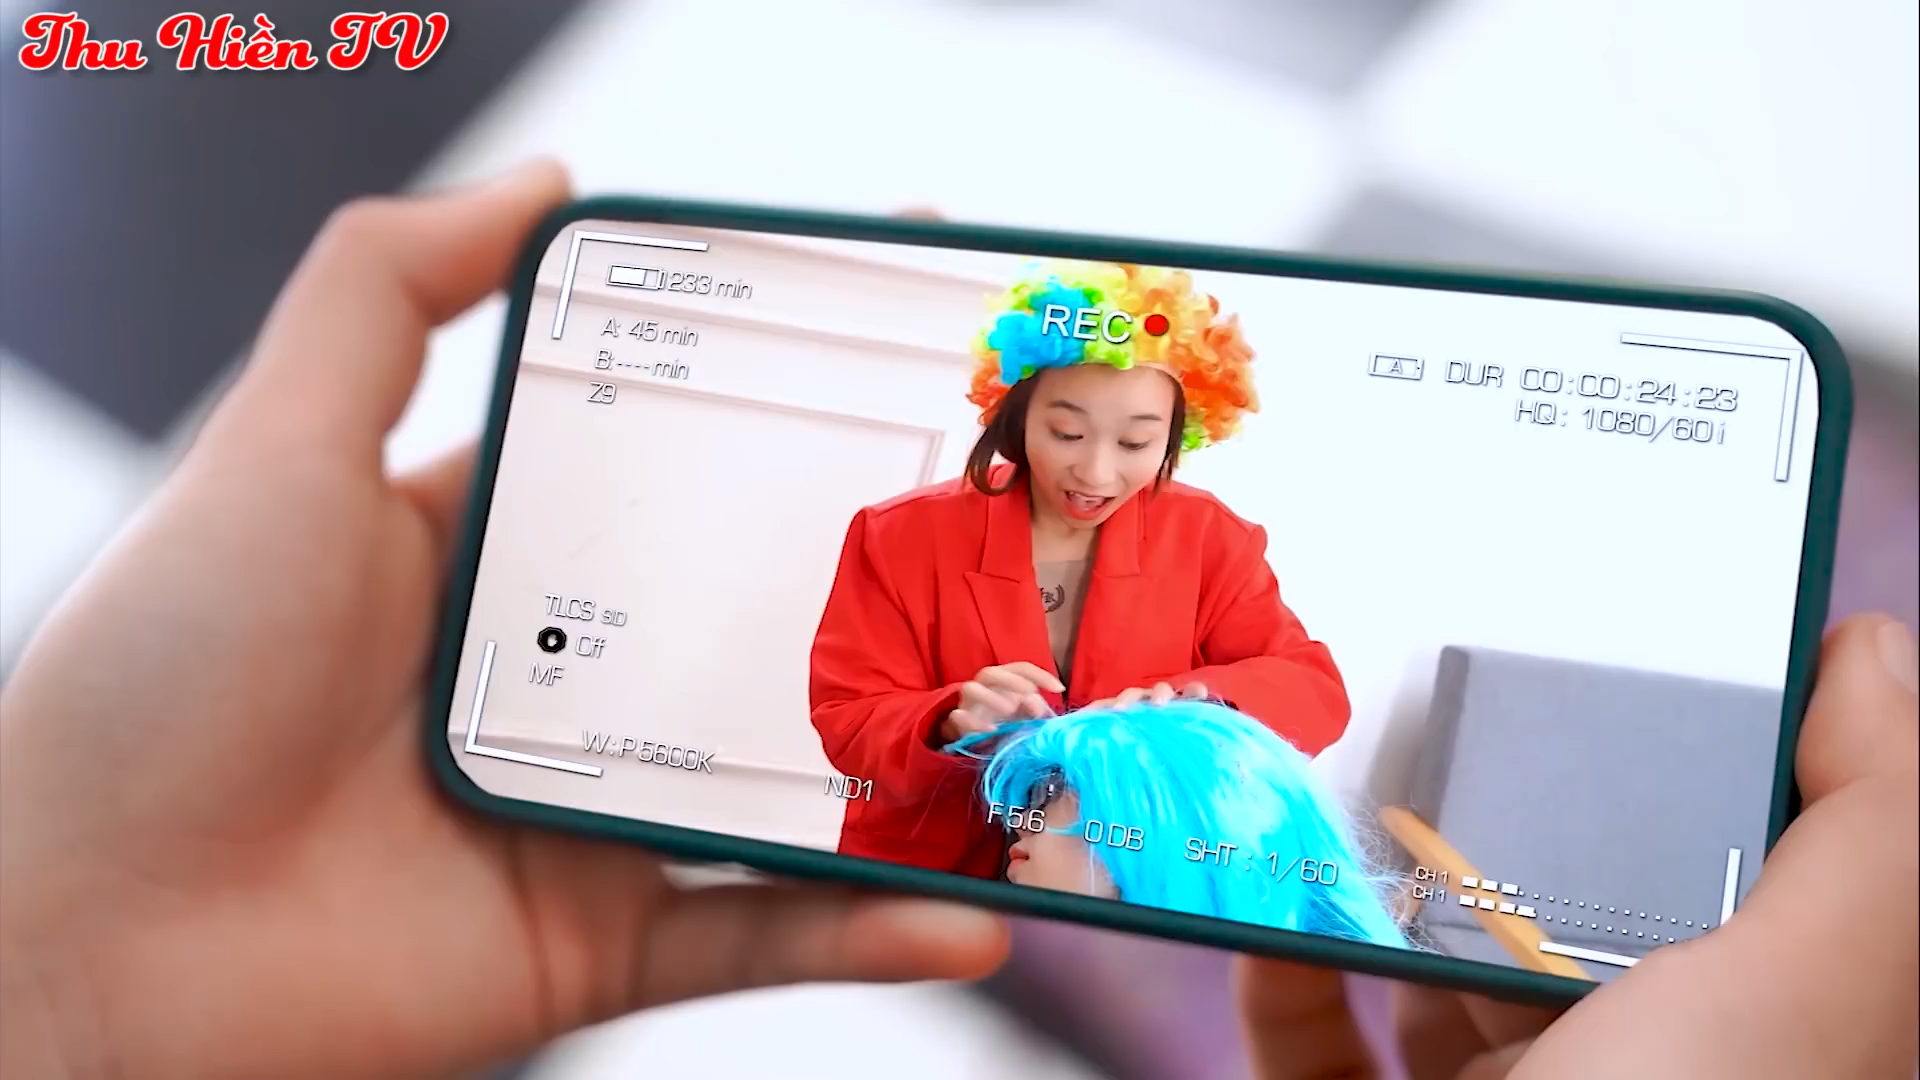 Thu Hiền TV
233 min
A: 45 min
B:----min
Z9
REC
A DUR 00:00:24:23
HQ: 1080/60i
TLCS SID
Off
MF
W:P 5600K
ND1
F 5.6 0 DB SHT : 1/60
CH 1
CH 1